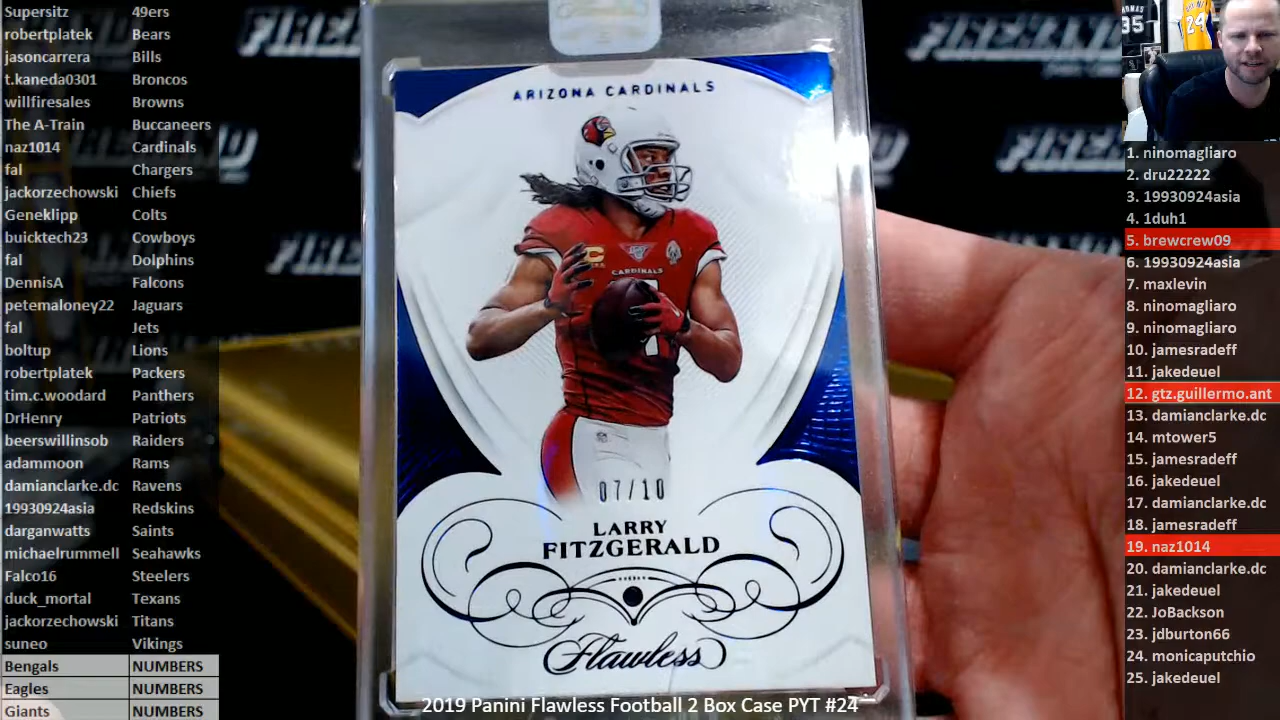 Supersitz 49ers
robertplatek Bears
jasoncarrera Bills
t.kaneda0301 Broncos
willfiresales Browns
The A-Train Buccaneers
naz1014 Cardinals
fal Chargers
jackorzechowski Chiefs
Geneklipp Colts
buicktech23 Cowboys
fal Dolphins
DennisA Falcons
petemaloney22 Jaguars
fal Jets
boltup Lions
robertplatek Packers
tim.c.woodard Panthers
DrHenry Patriots
beerswillinsob Raiders
adammoon Rams
damianclarke.dc Ravens
19930924asia Redskins
darganwatts Saints
michaelrummell Seahawks
Falco16 Steelers
duck_mortal Texans
jackorzechowski Titans
suneo Vikings
Bengals NUMBERS
Eagles NUMBERS
Giants NUMBERS
ARIZONA CARDINALS
CARDINALS
07/10
LARRY
FITZGERALD
Flawless
2019 Panini Flawless Football 2 Box Case PYT #24
35
24
1. ninomagliaro
2. dru22222
3. 19930924asia
4. 1duh1
5. brewcrew09
6. 19930924asia
7. maxlevin
8. ninomagliaro
9. ninomagliaro
10. jamesradeff
11. jakedeuel
12. gtz.guillermo.ant
13. damianclarke.dc
14. mtower5
15. jamesradeff
16. jakedeuel
17. damianclarke.dc
18. jamesradeff
19. naz1014
20. damianclarke.dc
21. jakedeuel
22. JoBackson
23. jdburton66
24. monicaputchio
25. jakedeuel